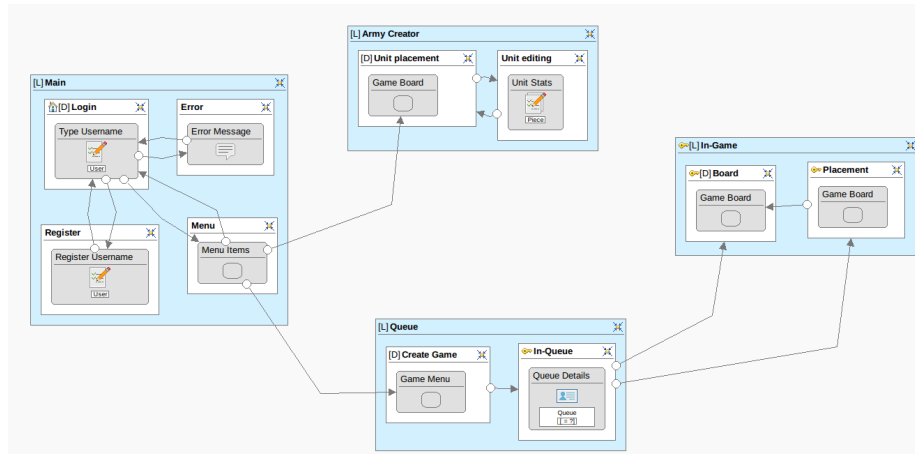 [L] Main
[D] Login
Type Username
User
Error
Error Message
Register
Register Username
User
Menu
Menu Items
[L] Army Creator
[D] Unit placement
Game Board
Unit editing
Unit Stats
Piece
[L] Queue
[D] Create Game
Game Menu
In-Queue
Queue Details
Queue
[ = ?]
[L] In-Game
[D] Board
Game Board
Placement
Game Board